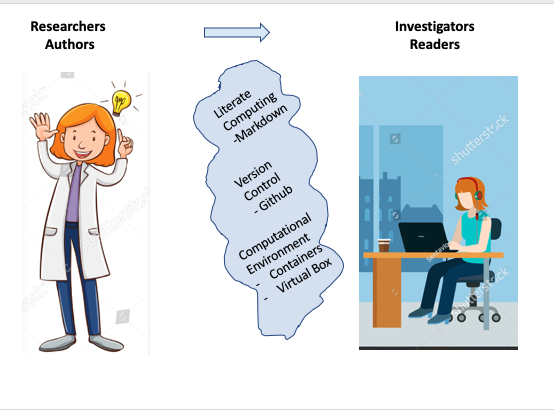 Researchers
Authors
Investigators
Readers
Literate
Computing
-Markdown
Version
Control
- Github
Computational
Environment
- Containers
- Virtual Box
shutterstock